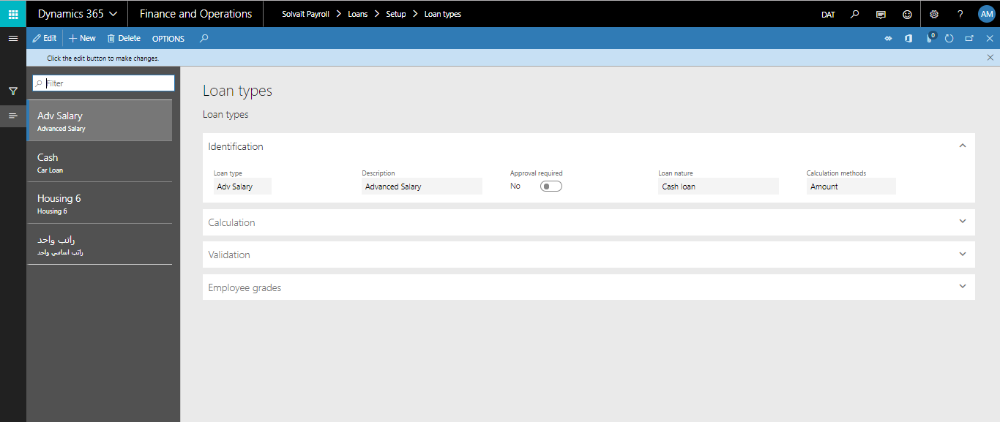 Dynamics 365
Finance and Operations
Solvait Payroll > Loans > Setup > Loan types
DAT
?
AM
Edit
New
Delete
OPTIONS
0
Click the edit button to make changes.
Filter
Adv Salary
Advanced Salary
Cash
Car Loan
Housing 6
Housing 6
راتب واحد
راتب اساسي واحد
Loan types
Loan types
Identification
Loan type
Description
Approval required
Loan nature
Calculation methods
Adv Salary
Advanced Salary
No
Cash loan
Amount
Calculation
Validation
Employee grades